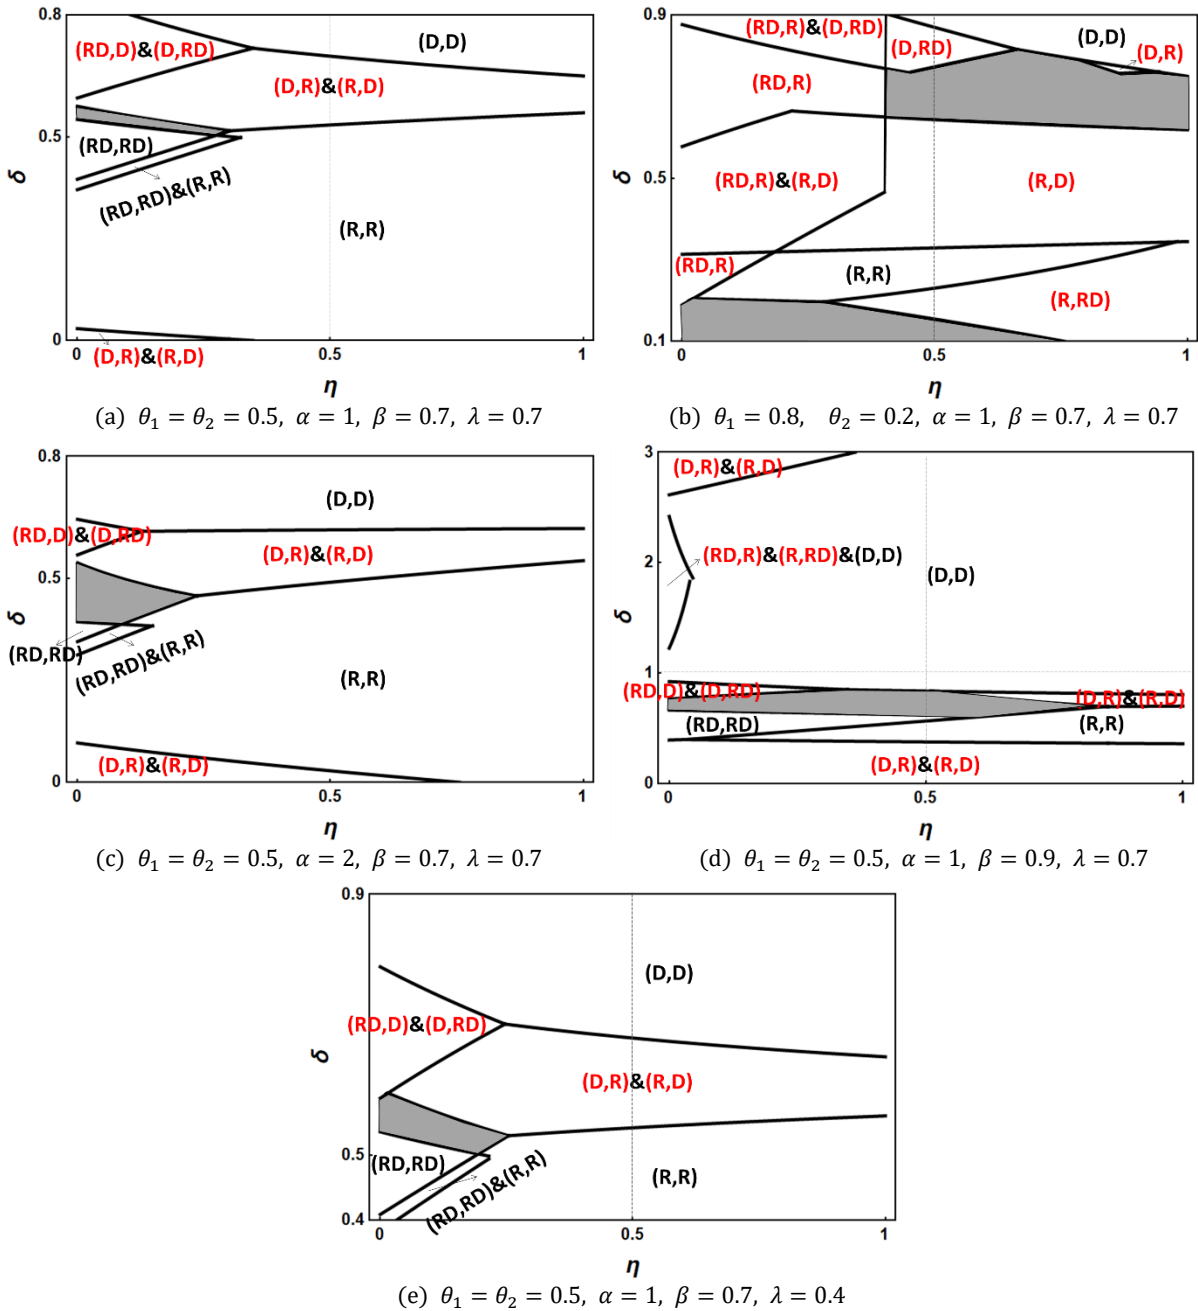 0.8
(RD,D)&(D,RD)
(D,D)
(D,R)&(R,D)
0.5
(RD,RD)
δ
(RD,RD)&(R,R)
(R,R)
0
(D,R)&(R,D)
0
0.5
1
η
(a) θ₁ = θ₂ = 0.5, α = 1, β = 0.7, λ = 0.7
0.9
(RD,R)&(D,RD)
(D,RD)
(D,D)
(D,R)
(RD,R)
0.5
δ
(RD,R)&(R,D)
(R,D)
(RD,R)
(R,R)
(R,RD)
0.1
0
0.5
1
η
(b) θ₁ = 0.8, θ₂ = 0.2, α = 1, β = 0.7, λ = 0.7
0.8
(D,D)
(RD,D)&(D,RD)
(D,R)&(R,D)
0.5
δ
(RD,RD)
(RD,RD)&(R,R)
(R,R)
(D,R)&(R,D)
0
0
0.5
1
η
(c) θ₁ = θ₂ = 0.5, α = 2, β = 0.7, λ = 0.7
3
(D,R)&(R,D)
2
(RD,R)&(R,RD)&(D,D)
(D,D)
δ
1
(RD,D)&(D,RD)
(D,R)&(R,D)
(RD,RD)
(R,R)
(D,R)&(R,D)
0
0
0.5
1
η
(d) θ₁ = θ₂ = 0.5, α = 1, β = 0.9, λ = 0.7
0.9
(D,D)
(RD,D)&(D,RD)
δ
(D,R)&(R,D)
0.5
(RD,RD)
(RD,RD)&(R,R)
(R,R)
0.4
0
0.5
1
η
(e) θ₁ = θ₂ = 0.5, α = 1, β = 0.7, λ = 0.4